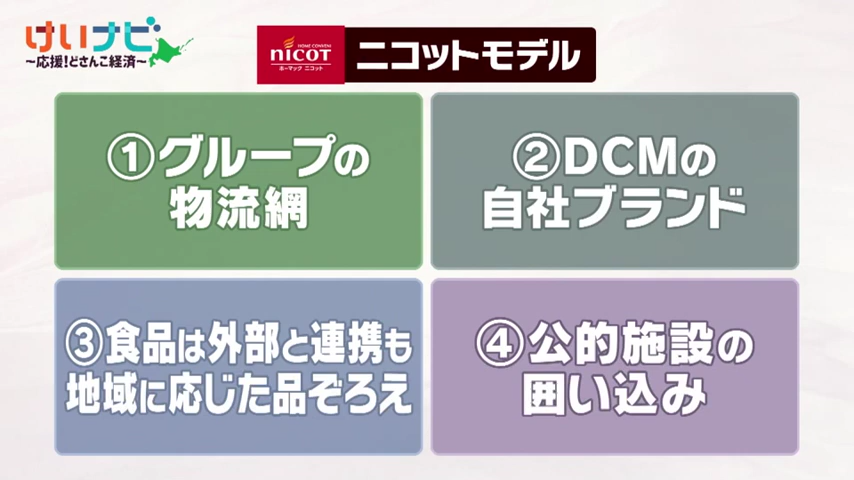 けいナビ
～応援!どさんこ経済～
HOME CONVENI
nicot
ホーマック ニコット
ニコットモデル
①グループの
物流網
②DCMの
自社ブランド
③食品は外部と連携も
地域に応じた品ぞろえ
④公的施設の
囲い込み